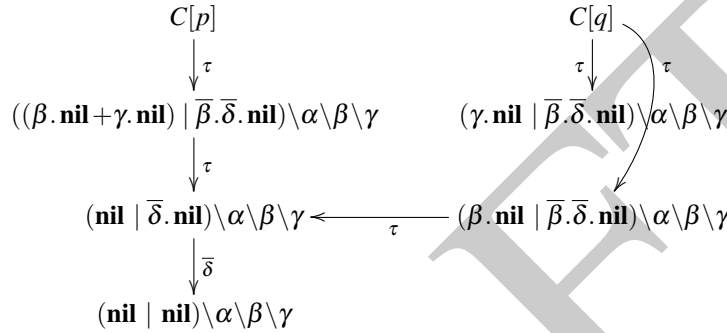 C[p] C[q]
τ τ τ
((β.nil+γ.nil) | β̅.δ̅.nil)\α\β\γ (γ.nil | β̅.δ̅.nil)\α\β\γ
τ
(nil | δ̅.nil)\α\β\γ τ (β.nil | β̅.δ̅.nil)\α\β\γ
δ̅
(nil | nil)\α\β\γ